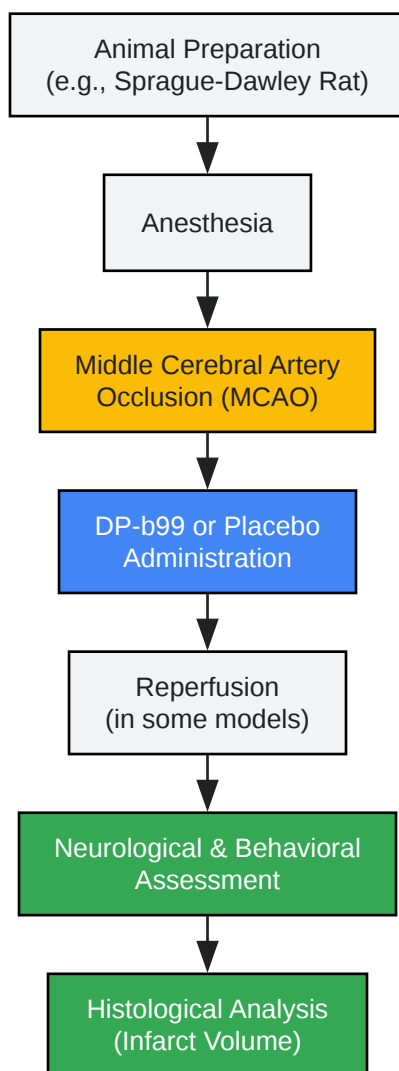 Animal Preparation
(e.g., Sprague-Dawley Rat)
Anesthesia
Middle Cerebral Artery
Occlusion (MCAO)
DP-b99 or Placebo
Administration
Reperfusion
(in some models)
Neurological & Behavioral
Assessment
Histological Analysis
(Infarct Volume)